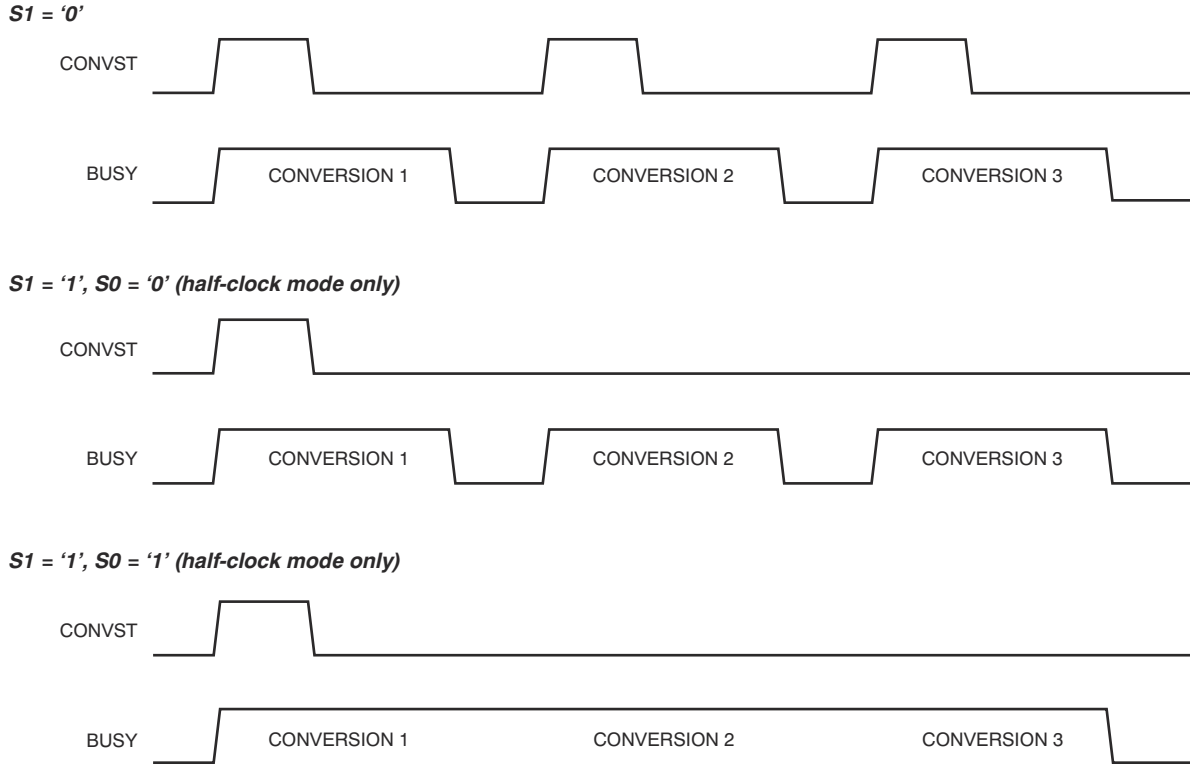 S1 = ‘0’
CONVST
BUSY
CONVERSION 1 CONVERSION 2 CONVERSION 3
S1 = ‘1’, S0 = ‘0’ (half-clock mode only)
CONVST
BUSY
CONVERSION 1 CONVERSION 2 CONVERSION 3
S1 = ‘1’, S0 = ‘1’ (half-clock mode only)
CONVST
BUSY
CONVERSION 1 CONVERSION 2 CONVERSION 3